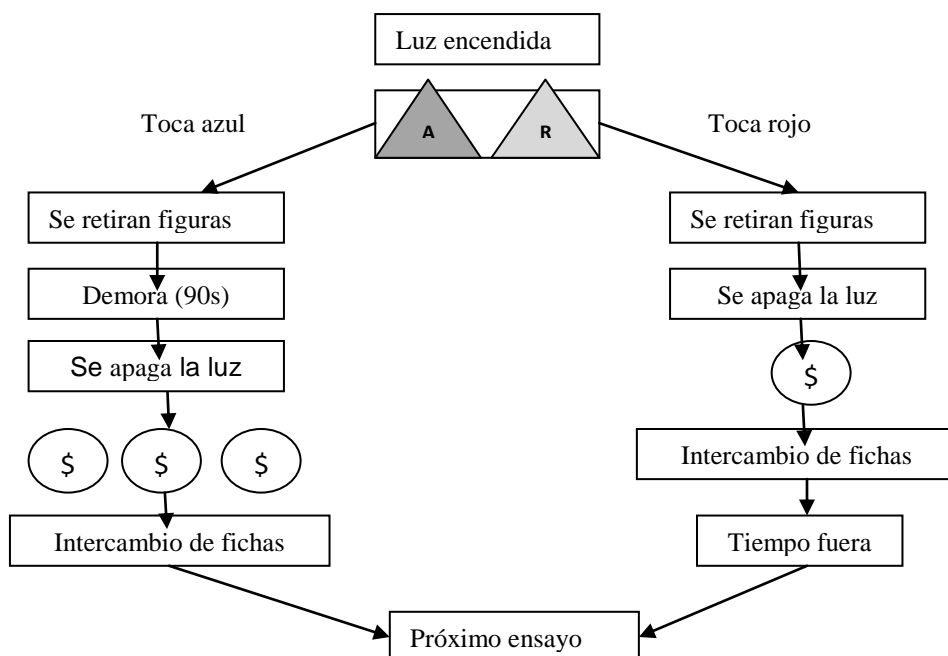 Luz encendida
A
R
Toca azul
Toca rojo
Se retiran figuras
Demora (90s)
Se apaga la luz
$ $ $
Intercambio de fichas
Se retiran figuras
Se apaga la luz
$
Intercambio de fichas
Tiempo fuera
Próximo ensayo